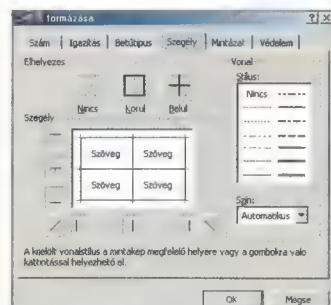 formázása
Szám Igazítás Betűtípus Szegély Mintázat Védelem
Elhelyezés
Vonal
Stílus:
Nincs
Nincs Körül Belül
Szegély
Szöveg Szöveg
Szöveg Szöveg
Szín:
Automatikus
A kijelölt vonalstílus a mintakép megfelelő helyére vagy a gombokra való
kattintással helyezhető el.
Ok Mégse